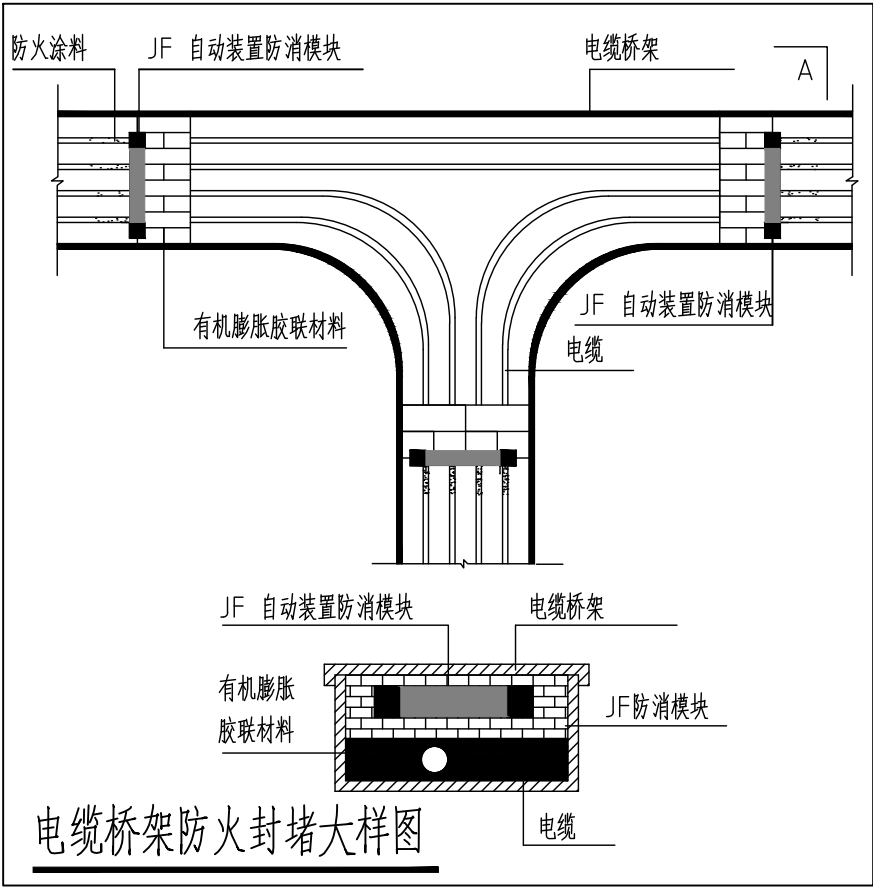 防火涂料
JF 自动装置防消模块
电缆桥架
A
有机膨胀胶联材料
JF 自动装置防消模块
电缆
JF 自动装置防消模块
电缆桥架
有机膨胀
胶联材料
JF防消模块
电缆
电缆桥架防火封堵大样图